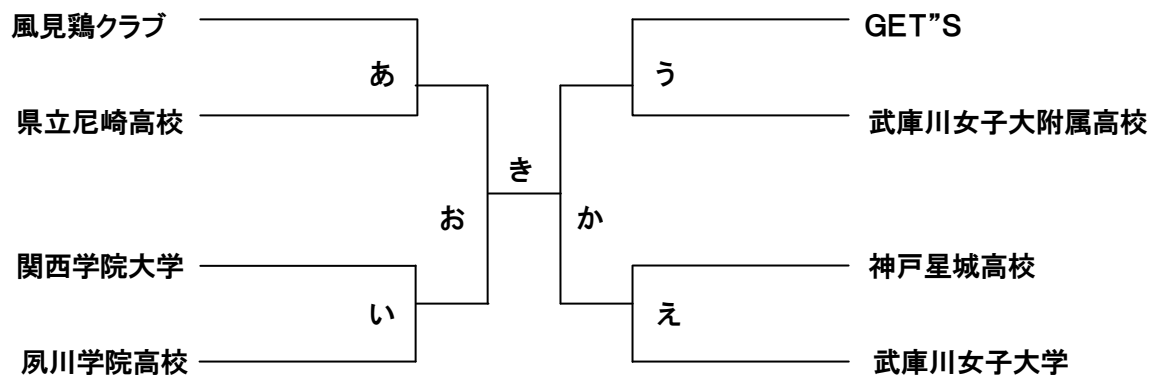 風見鶏クラブ
GET”S
あ
う
県立尼崎高校
武庫川女子大附属高校
き
お
か
関西学院大学
神戸星城高校
い
え
夙川学院高校
武庫川女子大学